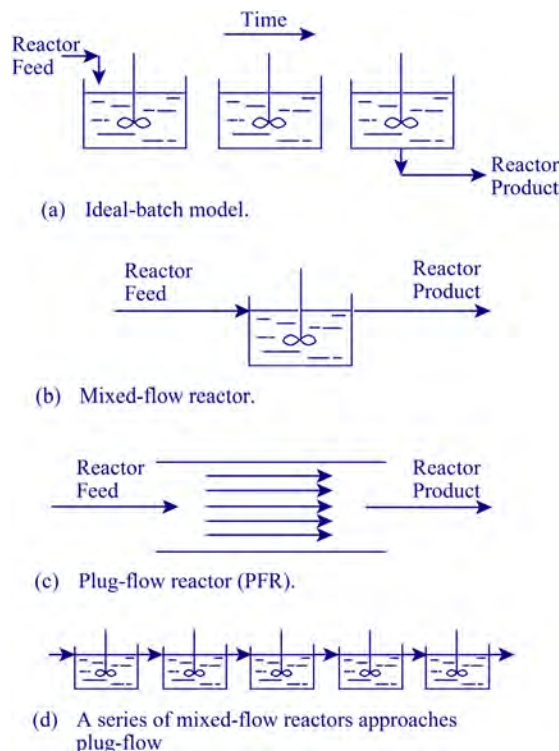 Time
Reactor
Feed
Reactor
Product
(a) Ideal-batch model.
Reactor
Feed
Reactor
Product
(b) Mixed-flow reactor.
Reactor
Feed
Reactor
Product
(c) Plug-flow reactor (PFR).
(d) A series of mixed-flow reactors approaches
plug-flow